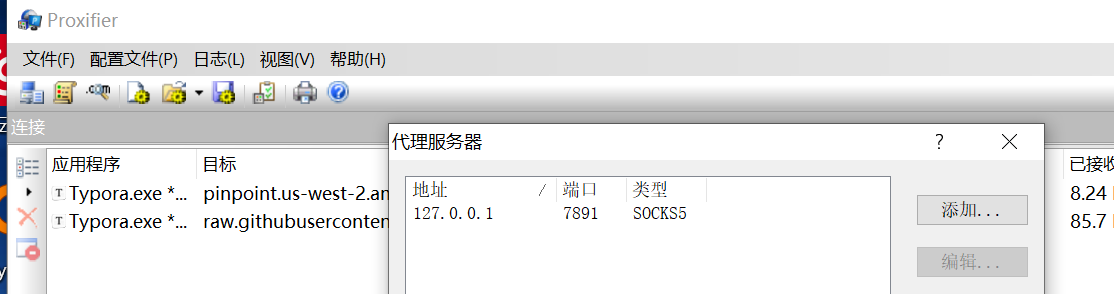 Proxifier
文件(F) 配置文件(P) 日志(L) 视图(V) 帮助(H)
.com
连接
代理服务器 ?
应用程序 目标 已接收
地址 / 端口 类型
Typora.exe *... pinpoint.us-west-2.an 8.24
127.0.0.1 7891 SOCKS5
添加...
Typora.exe *... raw.githubuserconten 85.7
编辑...